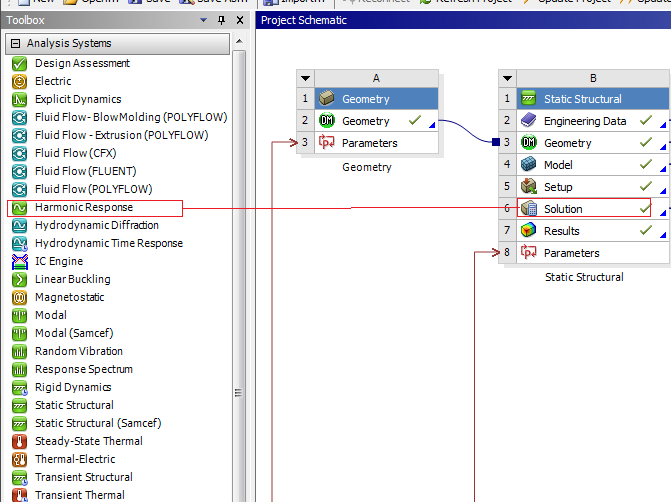 New Open... Save Save As... Import... Reconnect Refresh Project Update Project
Toolbox
Project Schematic
Analysis Systems
Design Assessment
Electric
Explicit Dynamics
Fluid Flow- BlowMolding (POLYFLOW)
Fluid Flow - Extrusion (POLYFLOW)
Fluid Flow (CFX)
Fluid Flow (FLUENT)
Fluid Flow (POLYFLOW)
Harmonic Response
Hydrodynamic Diffraction
Hydrodynamic Time Response
IC Engine
Linear Buckling
Magnetostatic
Modal
Modal (Samcef)
Random Vibration
Response Spectrum
Rigid Dynamics
Static Structural
Static Structural (Samcef)
Steady-State Thermal
Thermal-Electric
Transient Structural
Transient Thermal
A
1 Geometry
2 DM Geometry
3 p Parameters
Geometry
B
1 Static Structural
2 Engineering Data
3 DM Geometry
4 Model
5 Setup
6 Solution
7 Results
8 p Parameters
Static Structural